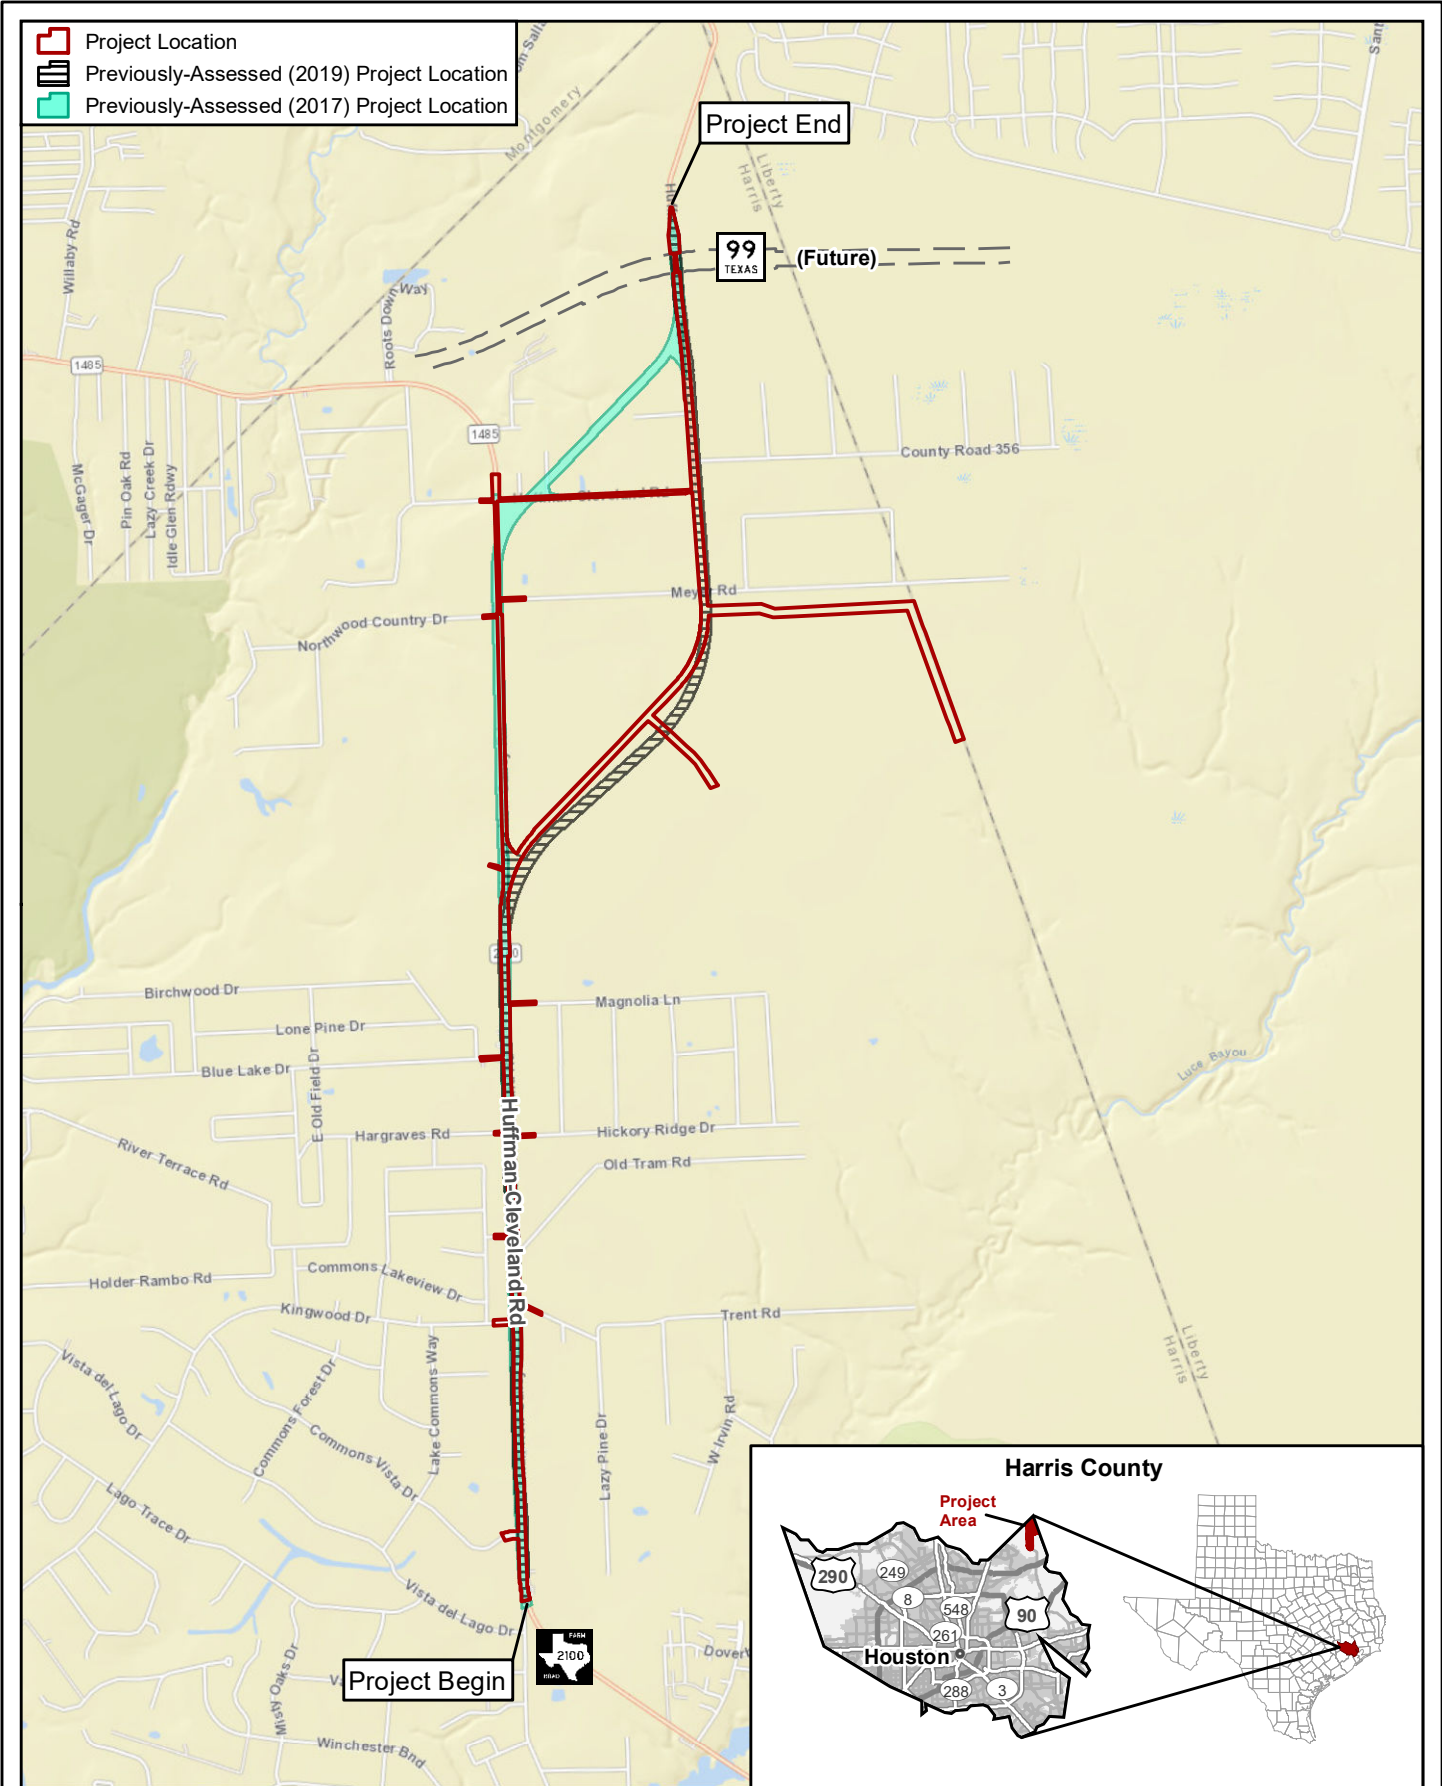 Project Location
Previously-Assessed (2019) Project Location
Previously-Assessed (2017) Project Location
Project End
Montgomery
Liberty
Harris
99
TEXAS
(Future)
Willaby Rd
Roots Down Way
1485
1485
McGager Dr
Pin Oak Rd
Lazy Creek Dr
Idle Glen Rdwy
County Road 356
Northwood Country Dr
Birchwood Dr
Magnolia Ln
Lone Pine Dr
Blue Lake Dr
E Old Field Dr
Luce Bayou
Huffman-Cleveland Rd
Hargraves Rd
Hickory Ridge Dr
Old Tram Rd
River Terrace Rd
Holder Rambo Rd
Commons Lakeview Dr
Kingwood Dr
Trent Rd
Liberty
Harris
Vista del Lago Dr
Commons Forest Dr
Lake Commons Way
Commons Vista Dr
Lazy Pine Dr
W Irvin Rd
Lago Trace Dr
Vista del Lago Dr
Misty Oaks Dr
Winchester Bnd
Project Begin
FARM
2100
ROAD
Harris County
Project
Area
290
249
8
548
90
261
Houston
288
3